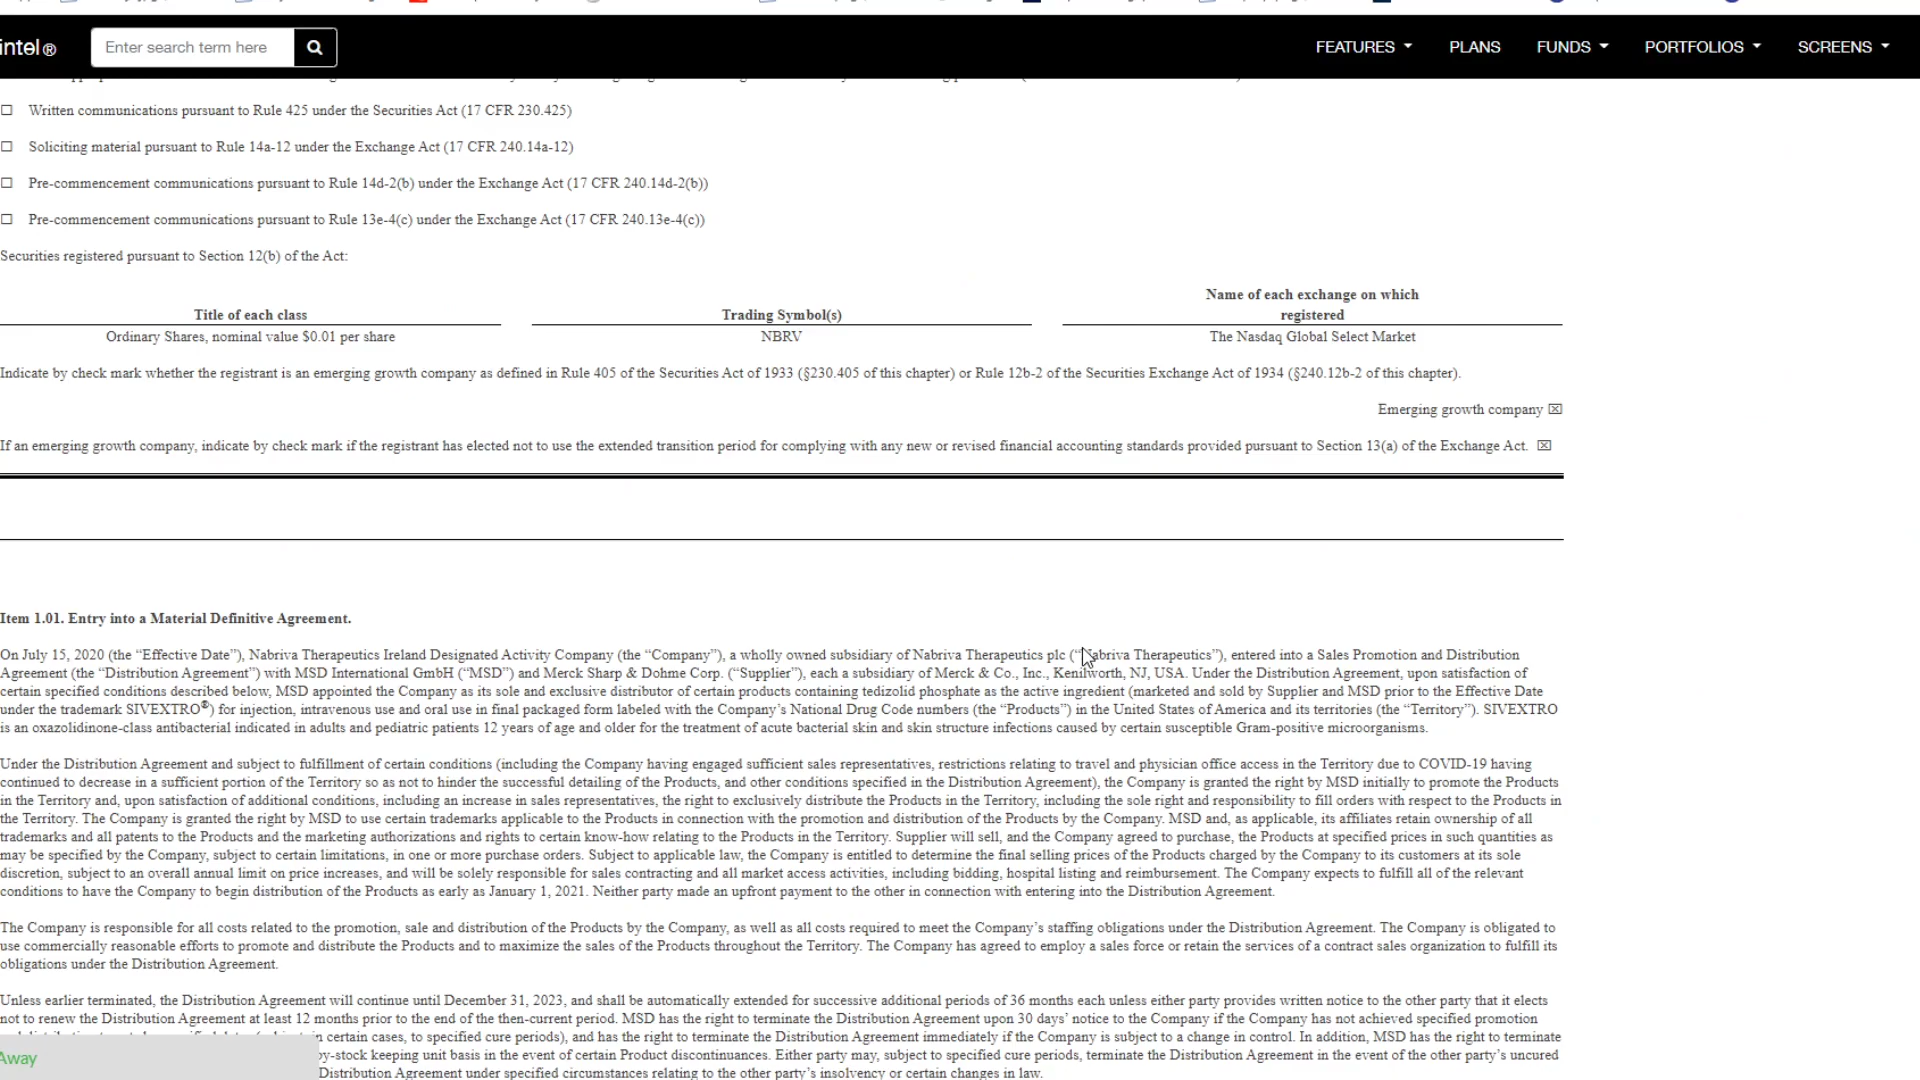 intel®
Enter search term here
FEATURES
PLANS
FUNDS
PORTFOLIOS
SCREENS
☐ Written communications pursuant to Rule 425 under the Securities Act (17 CFR 230.425)
☐ Soliciting material pursuant to Rule 14a-12 under the Exchange Act (17 CFR 240.14a-12)
☐ Pre-commencement communications pursuant to Rule 14d-2(b) under the Exchange Act (17 CFR 240.14d-2(b))
☐ Pre-commencement communications pursuant to Rule 13e-4(c) under the Exchange Act (17 CFR 240.13e-4(c))
Securities registered pursuant to Section 12(b) of the Act:
Title of each class
Trading Symbol(s)
Name of each exchange on which
registered
Ordinary Shares, nominal value $0.01 per share
NBRV
The Nasdaq Global Select Market
Indicate by check mark whether the registrant is an emerging growth company as defined in Rule 405 of the Securities Act of 1933 (§230.405 of this chapter) or Rule 12b-2 of the Securities Exchange Act of 1934 (§240.12b-2 of this chapter).
Emerging growth company ☒
If an emerging growth company, indicate by check mark if the registrant has elected not to use the extended transition period for complying with any new or revised financial accounting standards provided pursuant to Section 13(a) of the Exchange Act. ☒
Item 1.01. Entry into a Material Definitive Agreement.
On July 15, 2020 (the “Effective Date”), Nabriva Therapeutics Ireland Designated Activity Company (the “Company”), a wholly owned subsidiary of Nabriva Therapeutics plc (“Nabriva Therapeutics”), entered into a Sales Promotion and Distribution
Agreement (the “Distribution Agreement”) with MSD International GmbH (“MSD”) and Merck Sharp & Dohme Corp. (“Supplier”), each a subsidiary of Merck & Co., Inc., Kenilworth, NJ, USA. Under the Distribution Agreement, upon satisfaction of
certain specified conditions described below, MSD appointed the Company as its sole and exclusive distributor of certain products containing tedizolid phosphate as the active ingredient (marketed and sold by Supplier and MSD prior to the Effective Date
under the trademark SIVEXTRO®) for injection, intravenous use and oral use in final packaged form labeled with the Company’s National Drug Code numbers (the “Products”) in the United States of America and its territories (the “Territory”). SIVEXTRO
is an oxazolidinone-class antibacterial indicated in adults and pediatric patients 12 years of age and older for the treatment of acute bacterial skin and skin structure infections caused by certain susceptible Gram-positive microorganisms.
Under the Distribution Agreement and subject to fulfillment of certain conditions (including the Company having engaged sufficient sales representatives, restrictions relating to travel and physician office access in the Territory due to COVID-19 having
continued to decrease in a sufficient portion of the Territory so as not to hinder the successful detailing of the Products, and other conditions specified in the Distribution Agreement), the Company is granted the right by MSD initially to promote the Products
in the Territory and, upon satisfaction of additional conditions, including an increase in sales representatives, the right to exclusively distribute the Products in the Territory, including the sole right and responsibility to fill orders with respect to the Products in
the Territory. The Company is granted the right by MSD to use certain trademarks applicable to the Products in connection with the promotion and distribution of the Products by the Company. MSD and, as applicable, its affiliates retain ownership of all
trademarks and all patents to the Products and the marketing authorizations and rights to certain know-how relating to the Products in the Territory. Supplier will sell, and the Company agreed to purchase, the Products at specified prices in such quantities as
may be specified by the Company, subject to certain limitations, in one or more purchase orders. Subject to applicable law, the Company is entitled to determine the final selling prices of the Products charged by the Company to its customers at its sole
discretion, subject to an overall annual limit on price increases, and will be solely responsible for sales contracting and all market access activities, including bidding, hospital listing and reimbursement. The Company expects to fulfill all of the relevant
conditions to have the Company to begin distribution of the Products as early as January 1, 2021. Neither party made an upfront payment to the other in connection with entering into the Distribution Agreement.
The Company is responsible for all costs related to the promotion, sale and distribution of the Products by the Company, as well as all costs required to meet the Company’s staffing obligations under the Distribution Agreement. The Company is obligated to
use commercially reasonable efforts to promote and distribute the Products and to maximize the sales of the Products throughout the Territory. The Company has agreed to employ a sales force or retain the services of a contract sales organization to fulfill its
obligations under the Distribution Agreement.
Unless earlier terminated, the Distribution Agreement will continue until December 31, 2023, and shall be automatically extended for successive additional periods of 36 months each unless either party provides written notice to the other party that it elects
not to renew the Distribution Agreement at least 12 months prior to the end of the then-current period. MSD has the right to terminate the Distribution Agreement upon 30 days’ notice to the Company if the Company has not achieved specified promotion
in certain cases, to specified cure periods), and has the right to terminate the Distribution Agreement immediately if the Company is subject to a change in control. In addition, MSD has the right to terminate
by-stock keeping unit basis in the event of certain Product discontinuances. Either party may, subject to specified cure periods, terminate the Distribution Agreement in the event of the other party’s uncured
Distribution Agreement under specified circumstances relating to the other party’s insolvency or certain changes in law.
Away